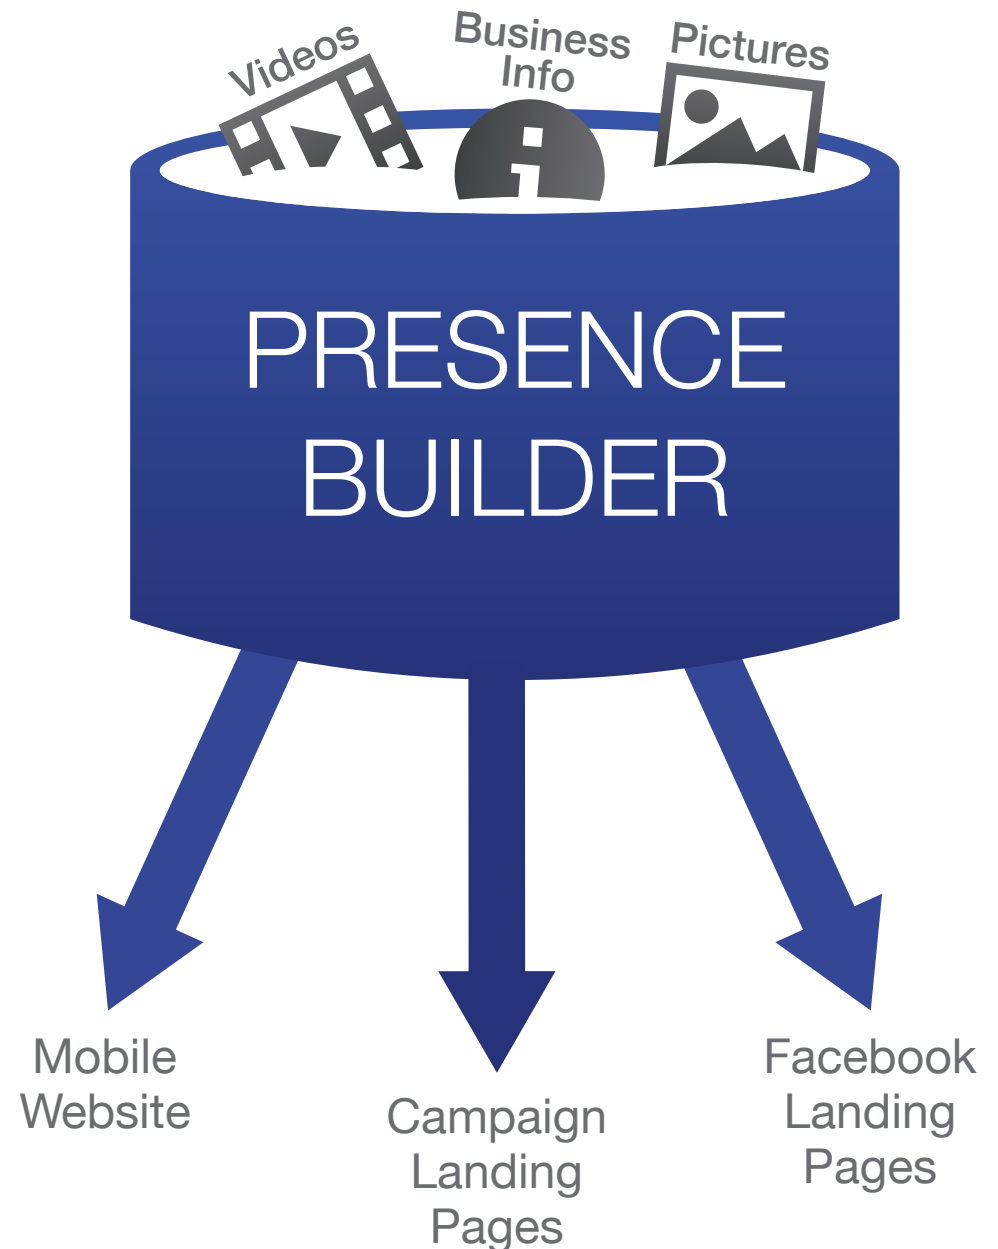 Videos
Business
Info
Pictures
PRESENCE
BUILDER
Mobile
Website
Campaign
Landing
Pages
Facebook
Landing
Pages